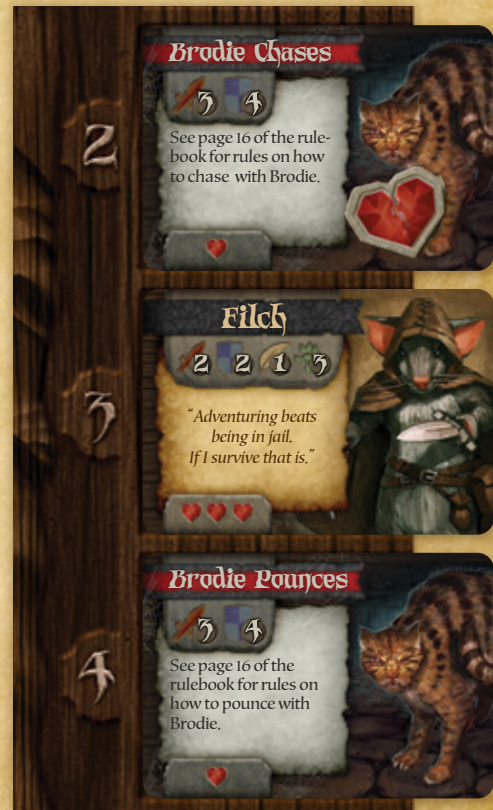 2
Brodie Chases
3 4
See page 16 of the rule-
book for rules on how
to chase with Brodie.
3
Filch
2 2 1 3
“Adventuring beats
being in jail.
If I survive that is.”
4
Brodie Pounces
3 4
See page 16 of the
rulebook for rules on
how to pounce with
Brodie.